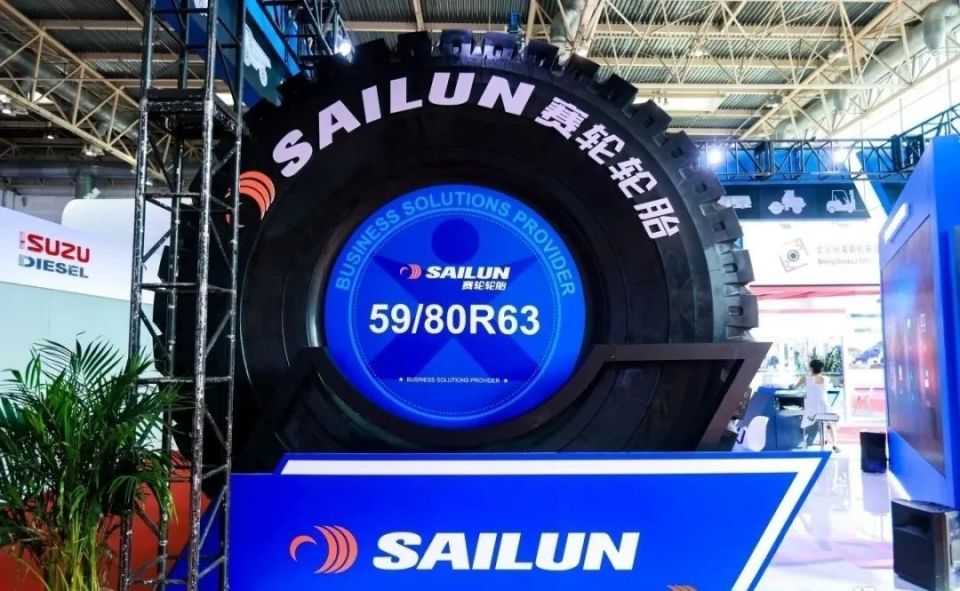 SAILUN 赛轮轮胎
BUSINESS SOLUTIONS PROVIDER
SAILUN
赛轮轮胎
59/80R63
★ BUSINESS SOLUTIONS PROVIDER ★
ISUZU
DIESEL
SAILUN